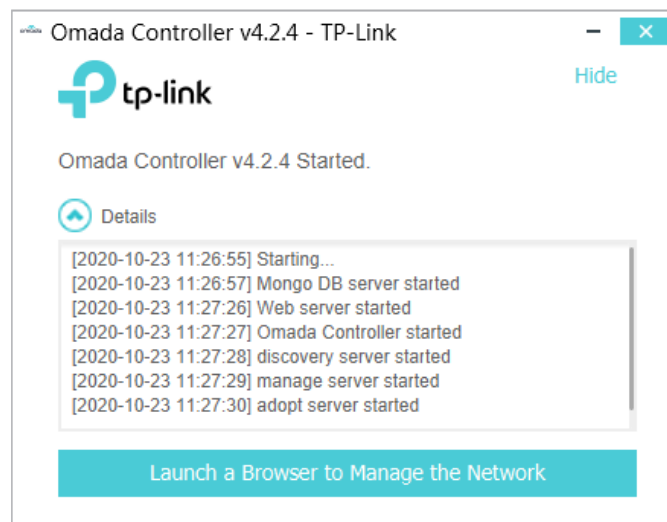 Omada Controller v4.2.4 - TP-Link
tp-link
Hide
Omada Controller v4.2.4 Started.
Details
[2020-10-23 11:26:55] Starting...
[2020-10-23 11:26:57] Mongo DB server started
[2020-10-23 11:27:26] Web server started
[2020-10-23 11:27:27] Omada Controller started
[2020-10-23 11:27:28] discovery server started
[2020-10-23 11:27:29] manage server started
[2020-10-23 11:27:30] adopt server started
Launch a Browser to Manage the Network